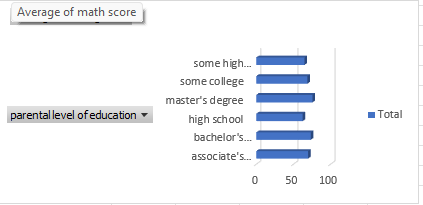 Average of math score
some high...
some college
master's degree
parental level of education
high school
Total
bachelor's...
associate's...
0 50 100